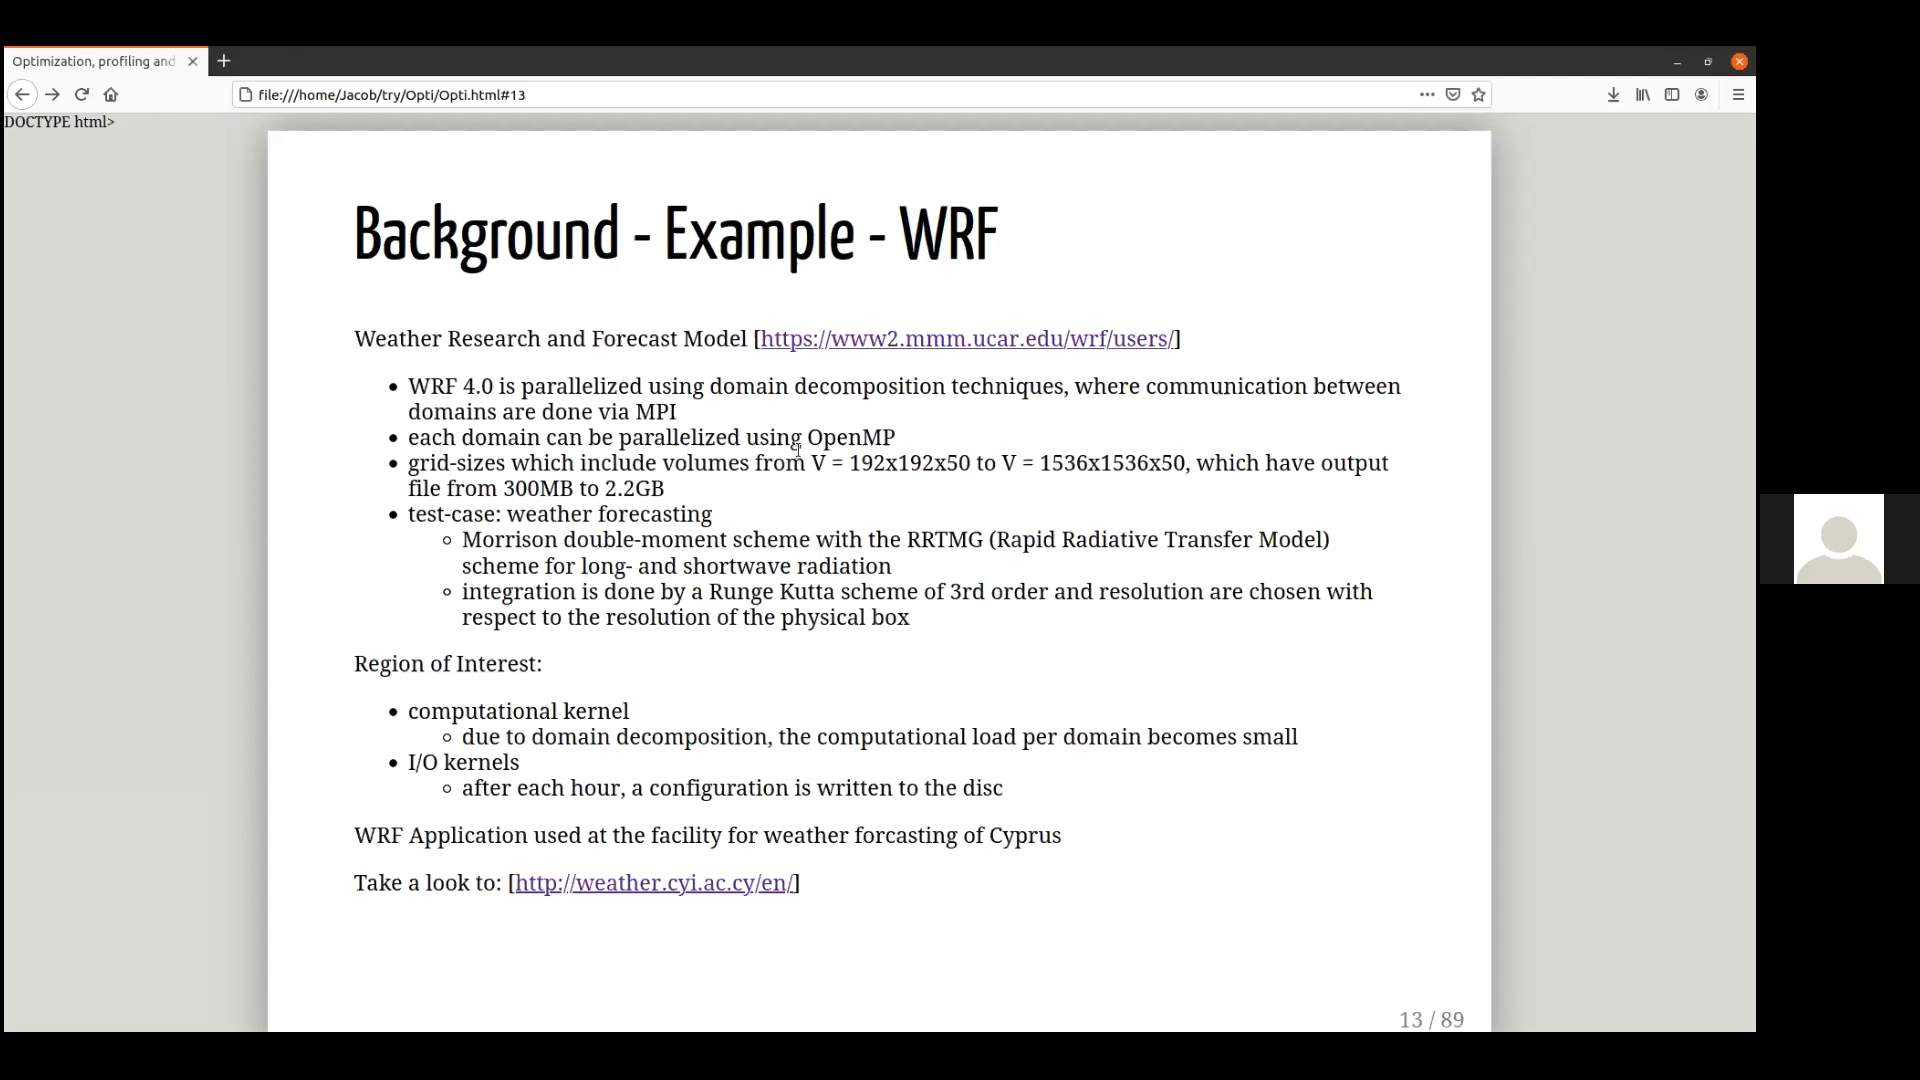 Optimization, profiling and
file:///home/Jacob/try/Opti/Opti.html#13
DOCTYPE html>
Background - Example - WRF
Weather Research and Forecast Model [https://www2.mmm.ucar.edu/wrf/users/]
• WRF 4.0 is parallelized using domain decomposition techniques, where communication between
domains are done via MPI
• each domain can be parallelized using OpenMP
• grid-sizes which include volumes from V = 192x192x50 to V = 1536x1536x50, which have output
file from 300MB to 2.2GB
• test-case: weather forecasting
◦ Morrison double-moment scheme with the RRTMG (Rapid Radiative Transfer Model)
scheme for long- and shortwave radiation
◦ integration is done by a Runge Kutta scheme of 3rd order and resolution are chosen with
respect to the resolution of the physical box
Region of Interest:
• computational kernel
◦ due to domain decomposition, the computational load per domain becomes small
• I/O kernels
◦ after each hour, a configuration is written to the disc
WRF Application used at the facility for weather forcasting of Cyprus
Take a look to: [http://weather.cyi.ac.cy/en/]
13 / 89